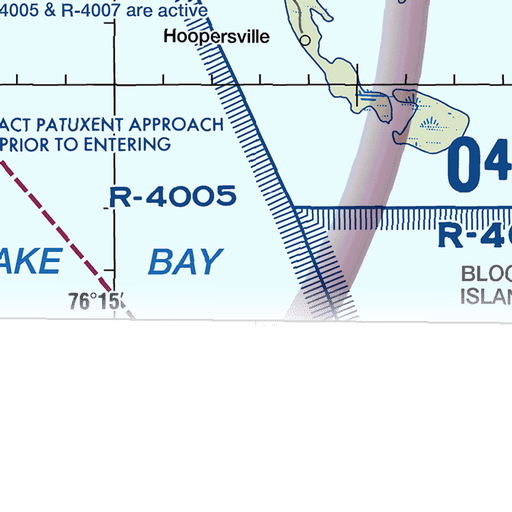 4005 & R-4007 are active
Hoopersville
ACT PATUXENT APPROACH
PRIOR TO ENTERING
R-4005
04
R-4
AKE BAY
BLOO
ISLAN
76°15'